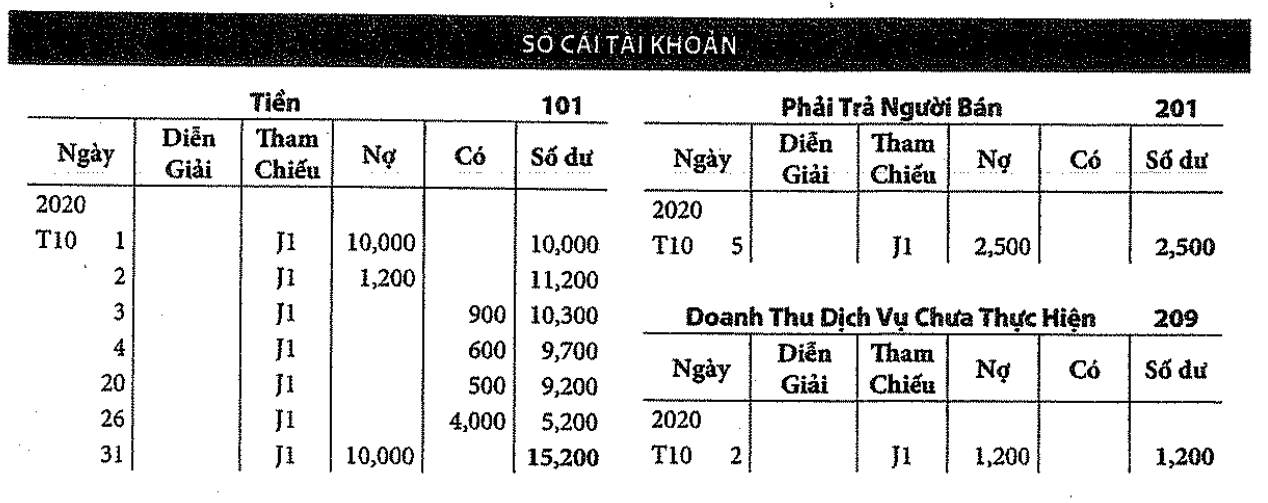 SỔ CÁI TÀI KHOẢN
Tiền 101
Ngày Diễn Giải Tham Chiếu Nợ Có Số dư
2020
T10 1 J1 10,000 10,000
2 J1 1,200 11,200
3 J1 900 10,300
4 J1 600 9,700
20 J1 500 9,200
26 J1 4,000 5,200
31 J1 10,000 15,200
Phải Trả Người Bán 201
Ngày Diễn Giải Tham Chiếu Nợ Có Số dư
2020
T10 5 J1 2,500 2,500
Doanh Thu Dịch Vụ Chưa Thực Hiện 209
Ngày Diễn Giải Tham Chiếu Nợ Có Số dư
2020
T10 2 J1 1,200 1,200